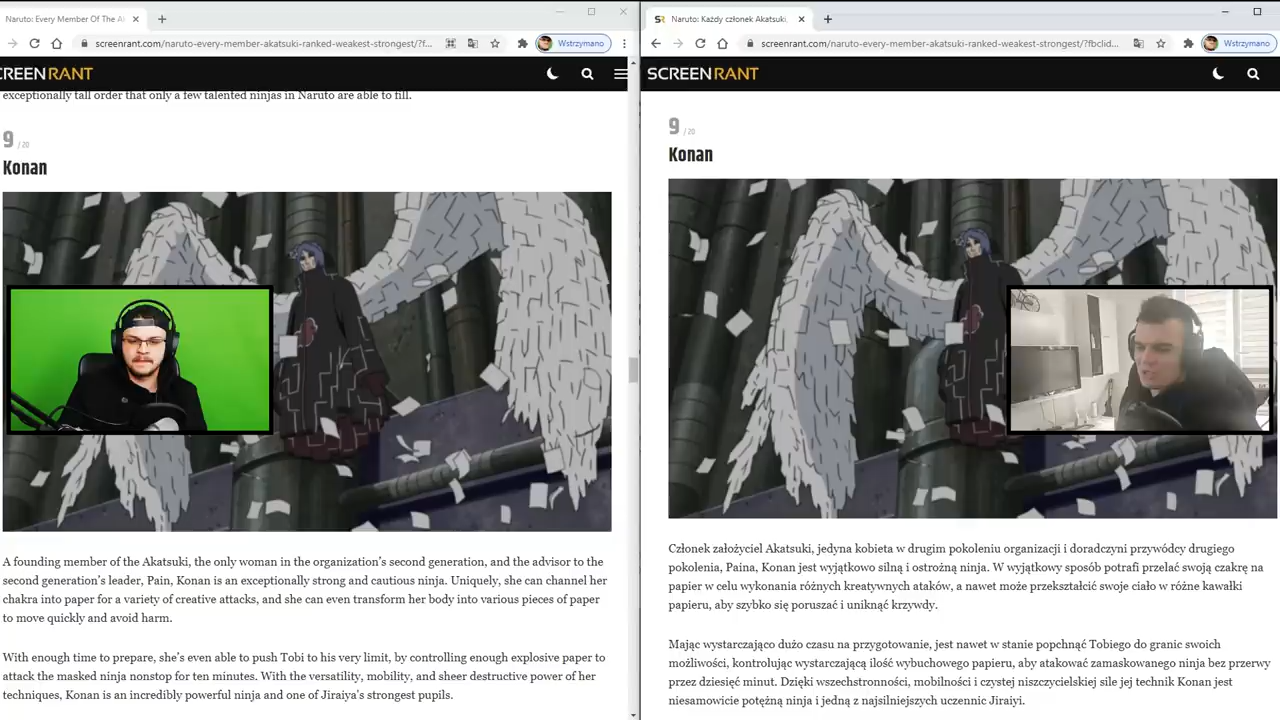 Naruto: Every Member Of The A
screenrant.com/naruto-every-member-akatsuki-ranked-weakest-strongest/?f...
Wstrzymano
CREENRANT
exceptionally tall order that only a few talented ninjas in Naruto are able to fill.
9 / 20
Konan
A founding member of the Akatsuki, the only woman in the organization's second generation, and the advisor to the
second generation's leader, Pain, Konan is an exceptionally strong and cautious ninja. Uniquely, she can channel her
chakra into paper for a variety of creative attacks, and she can even transform her body into various pieces of paper
to move quickly and avoid harm.
With enough time to prepare, she's even able to push Tobi to his very limit, by controlling enough explosive paper to
attack the masked ninja nonstop for ten minutes. With the versatility, mobility, and sheer destructive power of her
techniques, Konan is an incredibly powerful ninja and one of Jiraiya's strongest pupils.
SR Naruto: Każdy członek Akatsuki.
screenrant.com/naruto-every-member-akatsuki-ranked-weakest-strongest/?fbclid...
Wstrzymano
SCREENRANT
9 / 20
Konan
Członek założyciel Akatsuki, jedyna kobieta w drugim pokoleniu organizacji i doradczyni przywódcy drugiego
pokolenia, Paina, Konan jest wyjątkowo silną i ostrożną ninja. W wyjątkowy sposób potrafi przelać swoją czakrę na
papier w celu wykonania różnych kreatywnych ataków, a nawet może przekształcić swoje ciało w różne kawałki
papieru, aby szybko się poruszać i uniknąć krzywdy.
Mając wystarczająco dużo czasu na przygotowanie, jest nawet w stanie popchnąć Tobiego do granic swoich
możliwości, kontrolując wystarczającą ilość wybuchowego papieru, aby atakować zamaskowanego ninja bez przerwy
przez dziesięć minut. Dzięki wszechstronności, mobilności i czystej niszczycielskiej sile jej technik Konan jest
niesamowicie potężną ninja i jedną z najsilniejszych uczennic Jiraiyi.